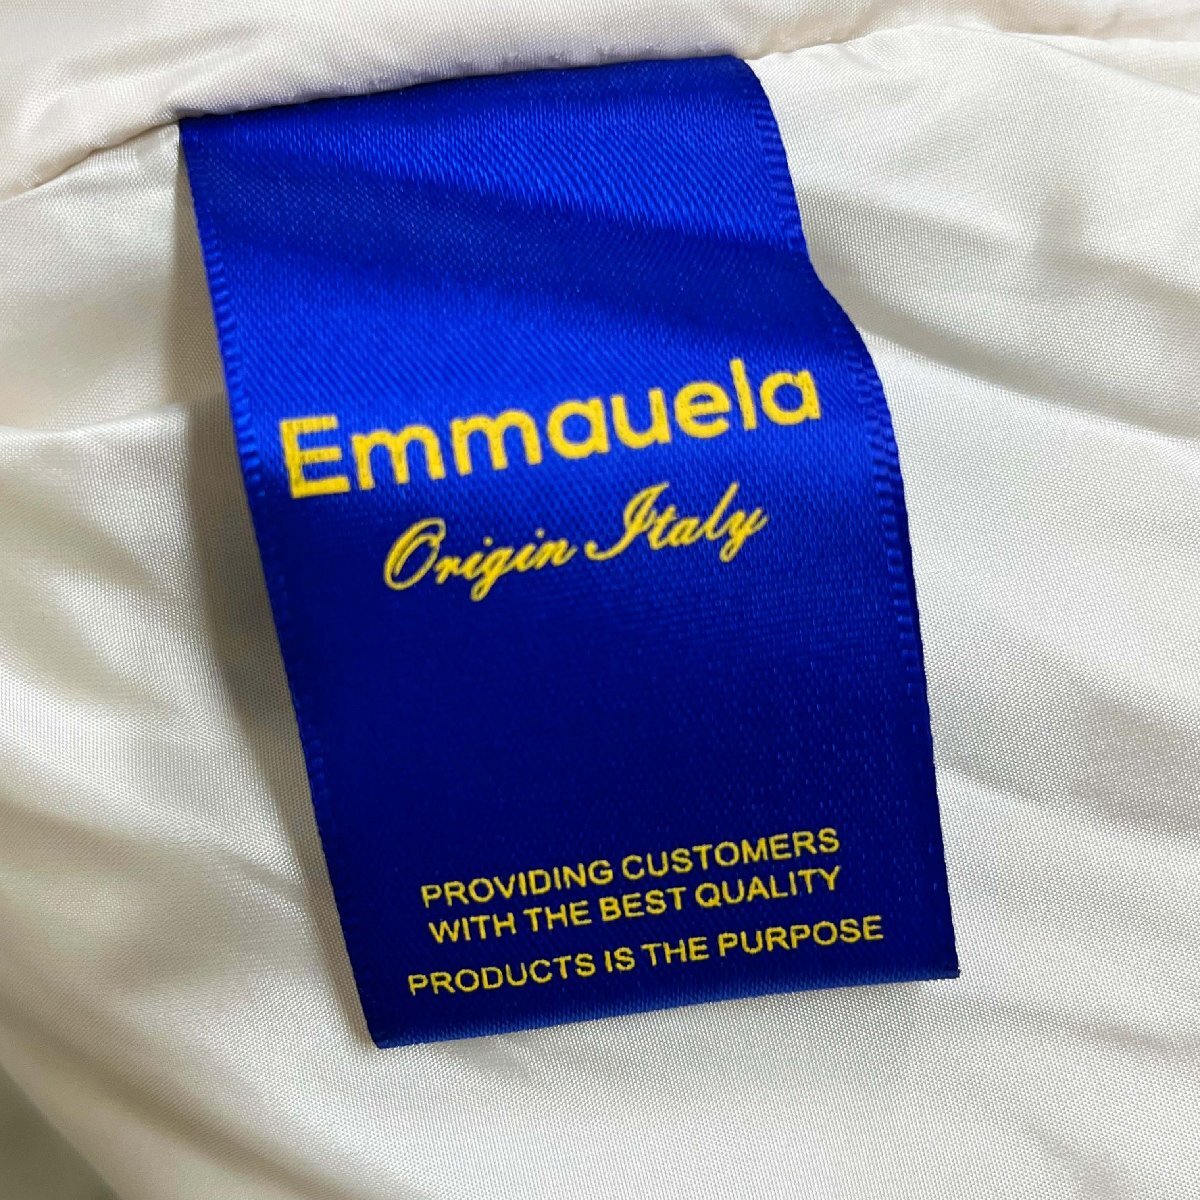 Emmauela
Origin Italy
PROVIDING CUSTOMERS
WITH THE BEST QUALITY
PRODUCTS IS THE PURPOSE